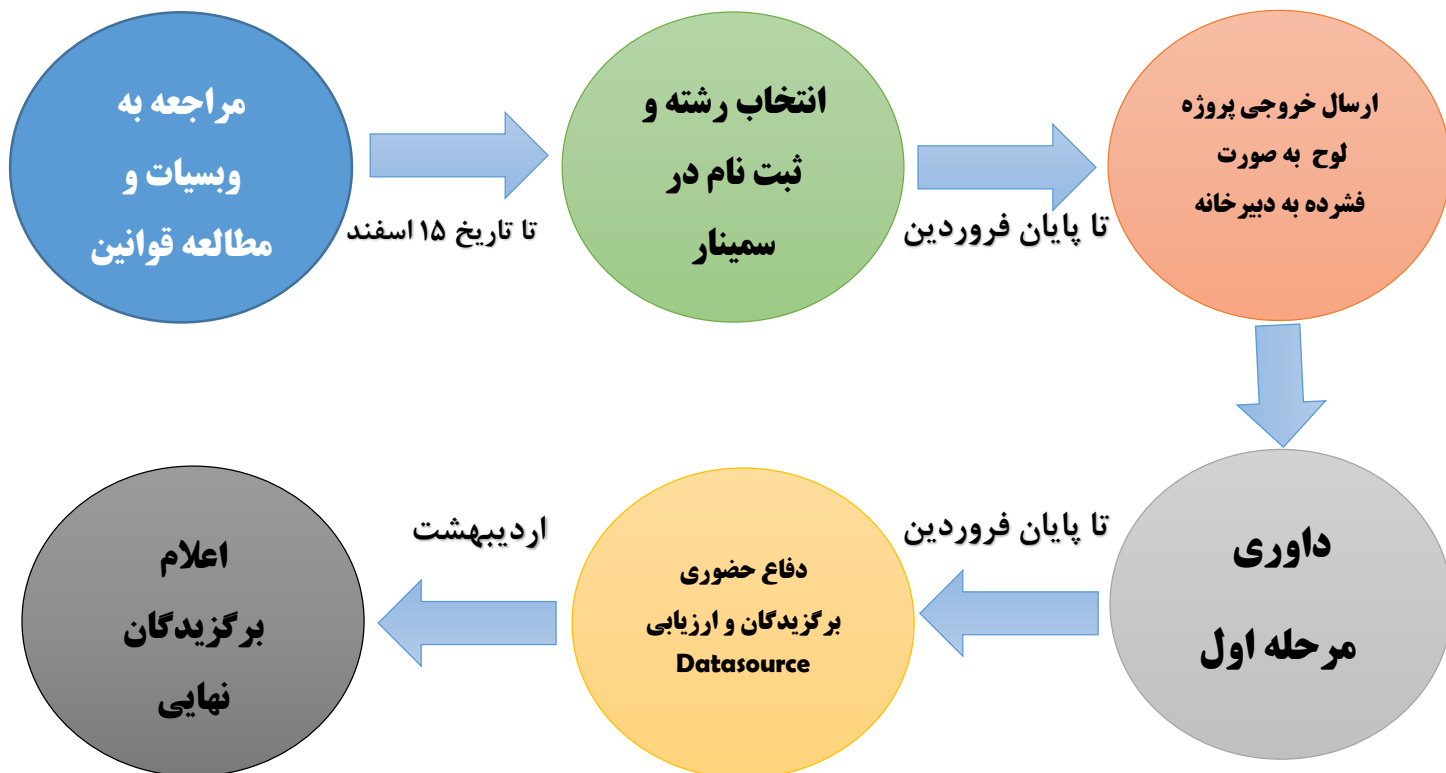 مراجعه به
وبسیات و
مطالعه قوانین
تا تاریخ ۱۵ اسفند
انتخاب رشته و
ثبت نام در
سمینار
تا پایان فروردین
ارسال خروجی پروژه
لوح به صورت
فشرده به دبیرخانه
داوری
مرحله اول
تا پایان فروردین
دفاع حضوری
برگزیدگان و ارزیابی
Datasource
اردیبهشت
اعلام
برگزیدگان
نهایی